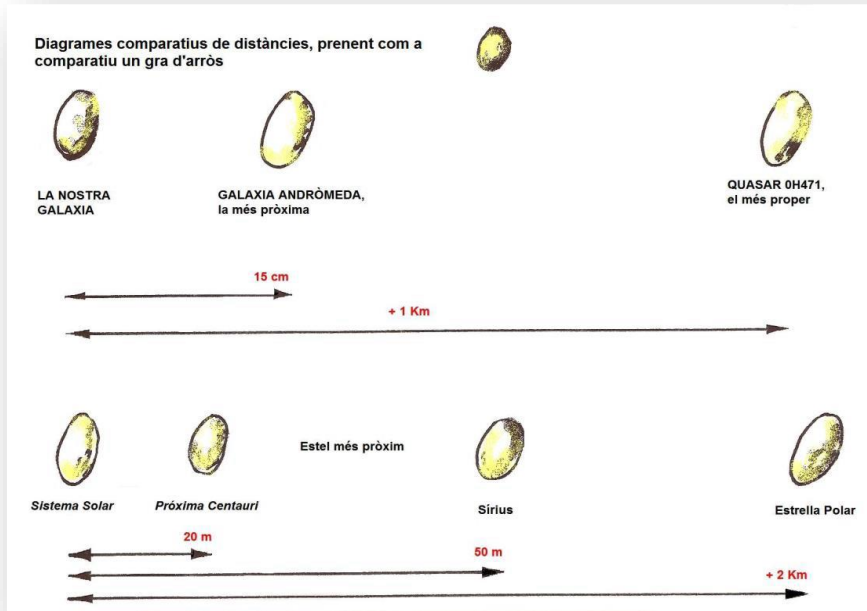 Diagrames comparatius de distàncies, prenent com a
comparatiu un gra d'arròs
LA NOSTRA
GALAXIA
GALAXIA ANDRÒMEDA,
la més pròxima
QUASAR 0H471,
el més proper
15 cm
+ 1 Km
Estel més pròxim
Sistema Solar
Próxima Centauri
Sírius
Estrella Polar
20 m
50 m
+ 2 Km